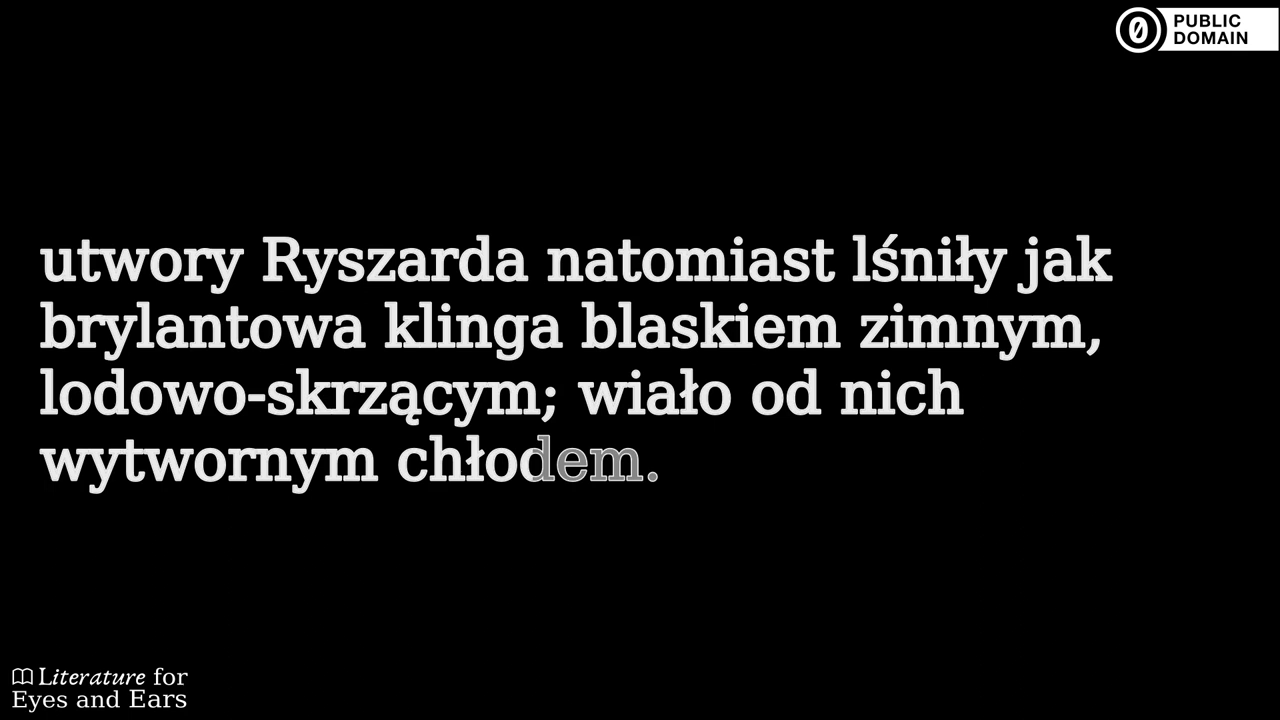 PUBLIC
DOMAIN
utwory Ryszarda natomiast lśniły jak
brylantowa klinga blaskiem zimnym,
lodowo-skrzącym; wiało od nich
wytwornym chłodem.
Literature for
Eyes and Ears